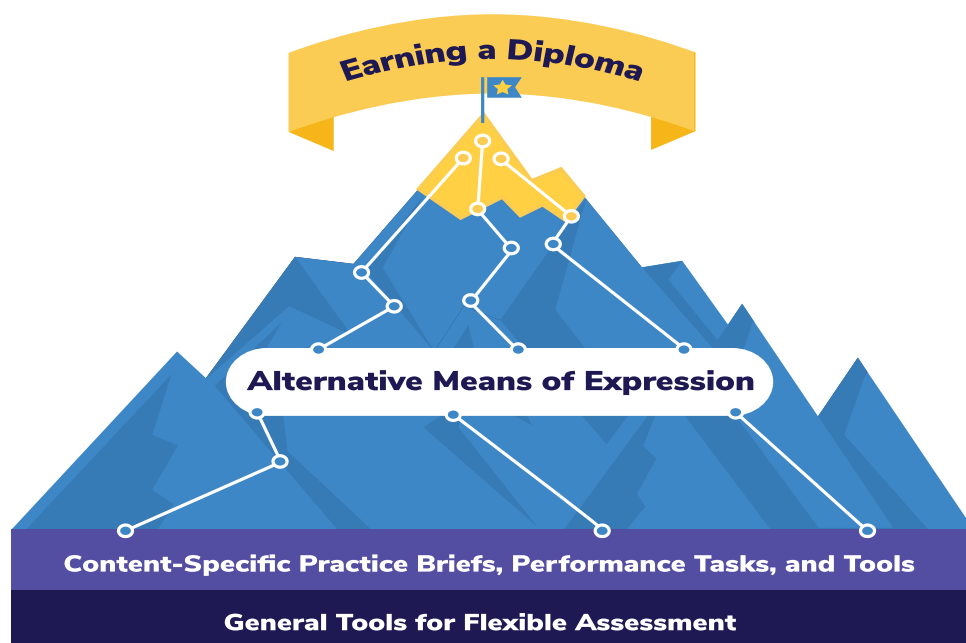 Earning a Diploma
Alternative Means of Expression
Content-Specific Practice Briefs, Performance Tasks, and Tools
General Tools for Flexible Assessment